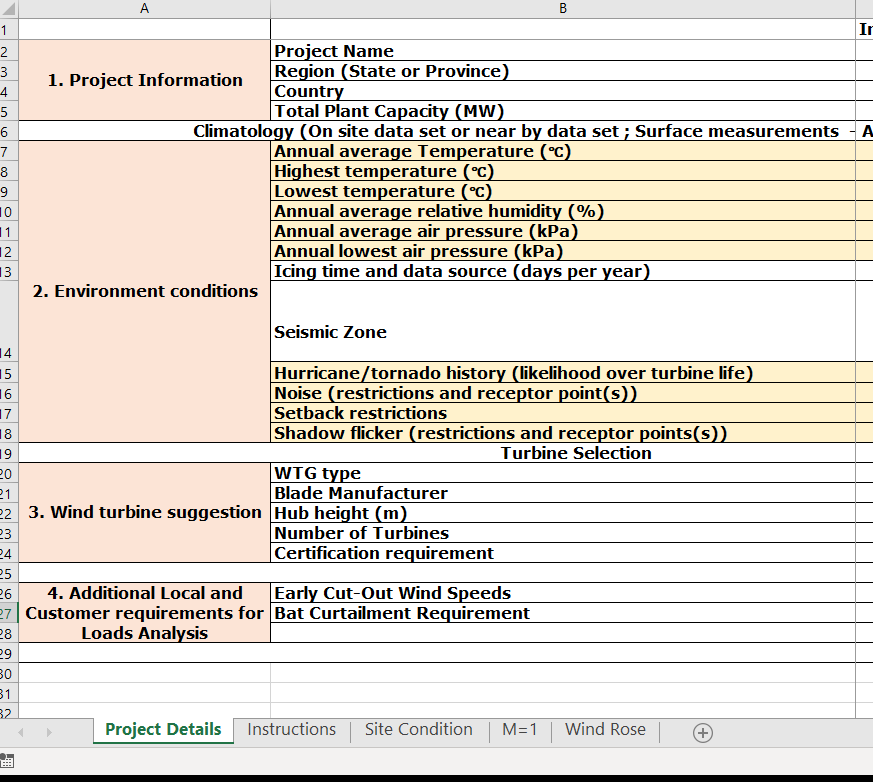 A B
1 In
2 Project Name
3 1. Project Information Region (State or Province)
4 Country
5 Total Plant Capacity (MW)
6 Climatology (On site data set or near by data set ; Surface measurements - A
7 Annual average Temperature (℃)
8 Highest temperature (℃)
9 Lowest temperature (℃)
10 Annual average relative humidity (%)
11 Annual average air pressure (kPa)
12 Annual lowest air pressure (kPa)
13 Icing time and data source (days per year)
2. Environment conditions
14 Seismic Zone
15 Hurricane/tornado history (likelihood over turbine life)
16 Noise (restrictions and receptor point(s))
17 Setback restrictions
18 Shadow flicker (restrictions and receptor points(s))
19 Turbine Selection
20 WTG type
21 Blade Manufacturer
22 3. Wind turbine suggestion Hub height (m)
23 Number of Turbines
24 Certification requirement
25
26 4. Additional Local and Early Cut-Out Wind Speeds
27 Customer requirements for Bat Curtailment Requirement
28 Loads Analysis
29
30
31
32
Project Details Instructions Site Condition M=1 Wind Rose